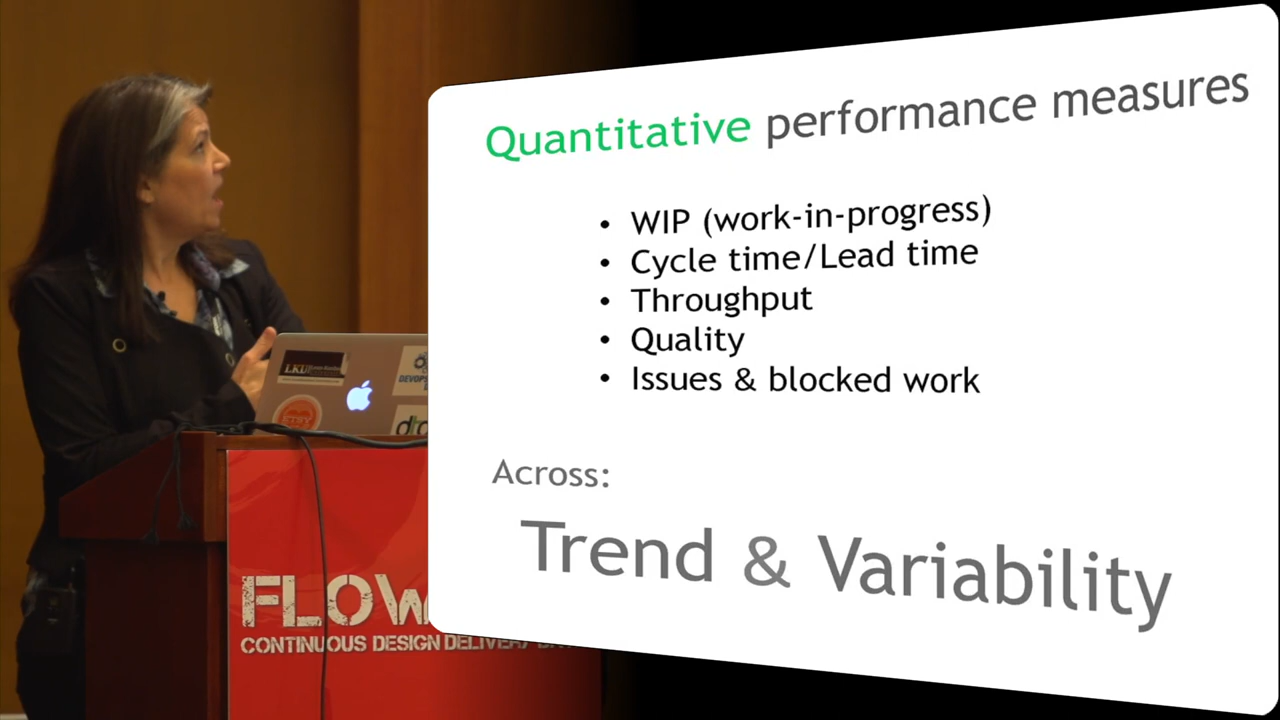 Quantitative performance measures
• WIP (work-in-progress)
• Cycle time/Lead time
• Throughput
• Quality
• Issues & blocked work
Across:
Trend & Variability
LKU
DEVOPS
FLOW
CONTINUOUS DESIGN DELIVERY